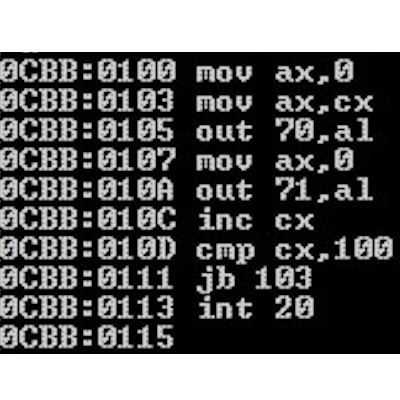 0CBB:0100 mov ax,0
0CBB:0103 mov ax,cx
0CBB:0105 out 70,al
0CBB:0107 mov ax,0
0CBB:010A out 71,al
0CBB:010C inc cx
0CBB:010D cmp cx,100
0CBB:0111 jb 103
0CBB:0113 int 20
0CBB:0115